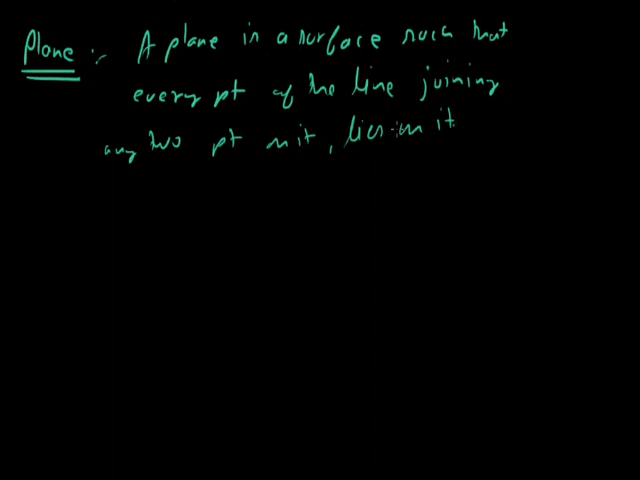 Plane :- A plane is a surface such that
every pt of the line joining
any two pt on it, lies on it